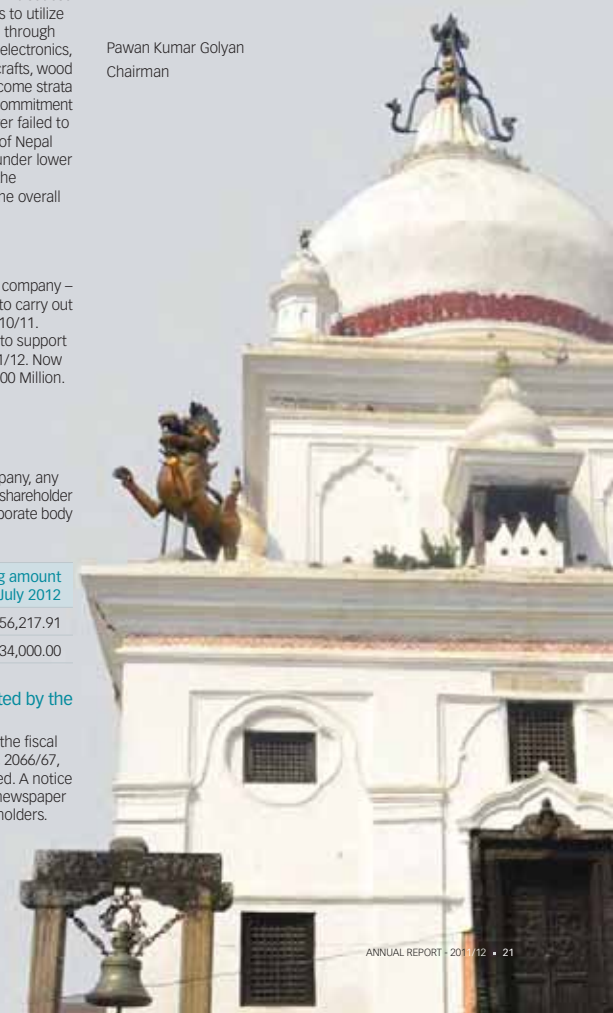 s to utilize
through
electronics,
crafts, wood
come strata
ommitment
er failed to
of Nepal
under lower
he
ne overall
company –
to carry out
10/11.
to support
1/12. Now
00 Million.
pany, any
shareholder
porate body
g amount
July 2012
56,217.91
34,000.00
ted by the
the fiscal
2066/67,
ed. A notice
newspaper
holders.
Pawan Kumar Golyan
Chairman
ANNUAL REPORT - 2011/12 ▪ 21